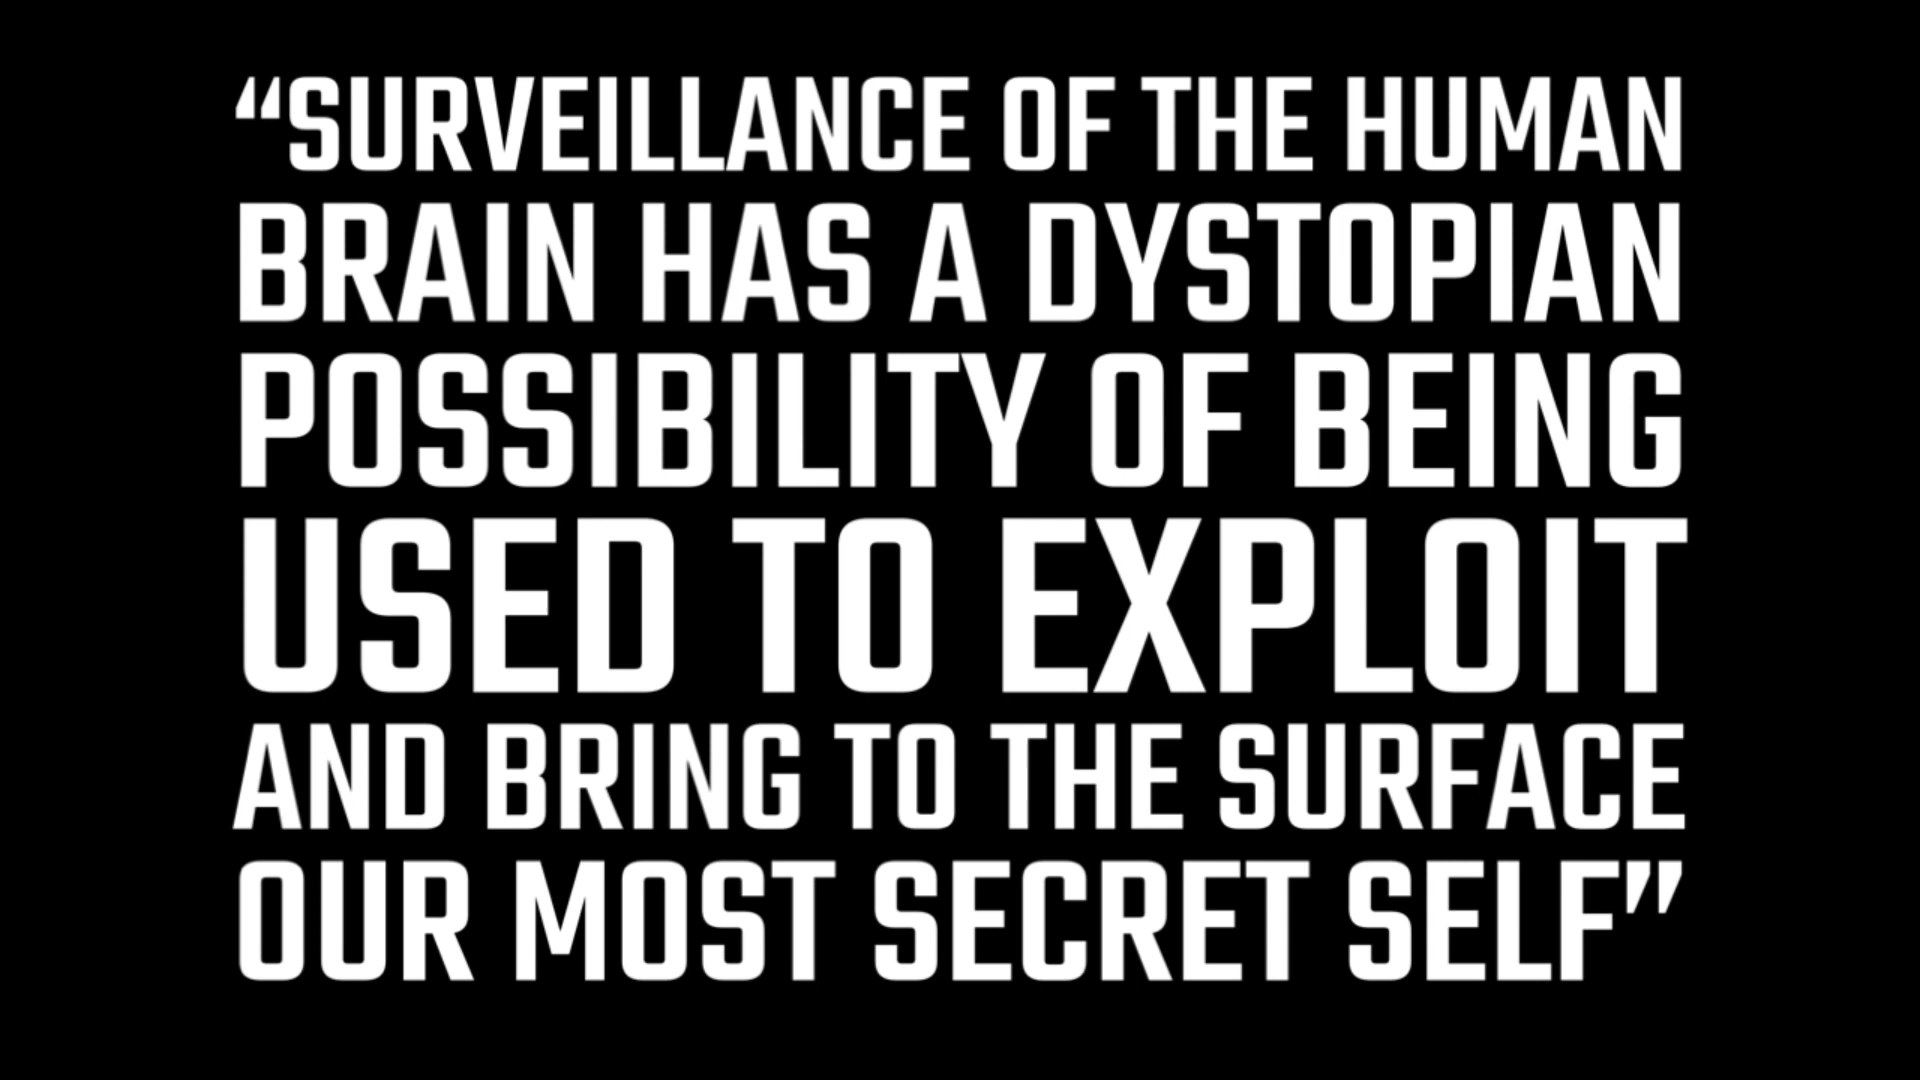 “SURVEILLANCE OF THE HUMAN
BRAIN HAS A DYSTOPIAN
POSSIBILITY OF BEING
USED TO EXPLOIT
AND BRING TO THE SURFACE
OUR MOST SECRET SELF”